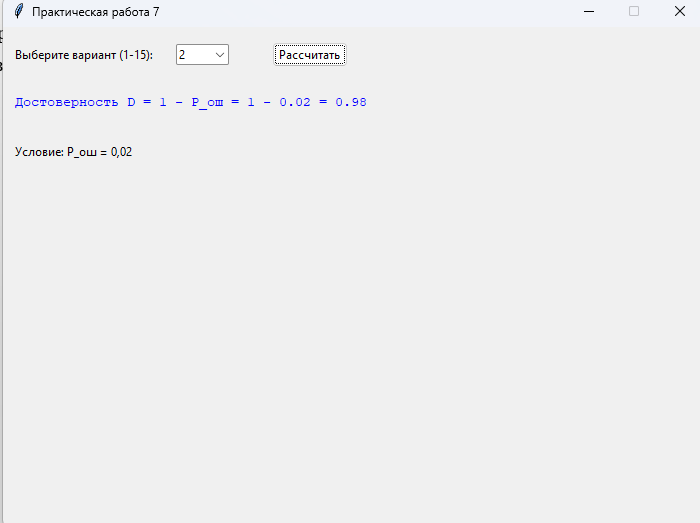 Практическая работа 7
Выберите вариант (1-15): 2 Рассчитать
Достоверность D = 1 - P_ош = 1 - 0.02 = 0.98
Условие: P_ош = 0,02